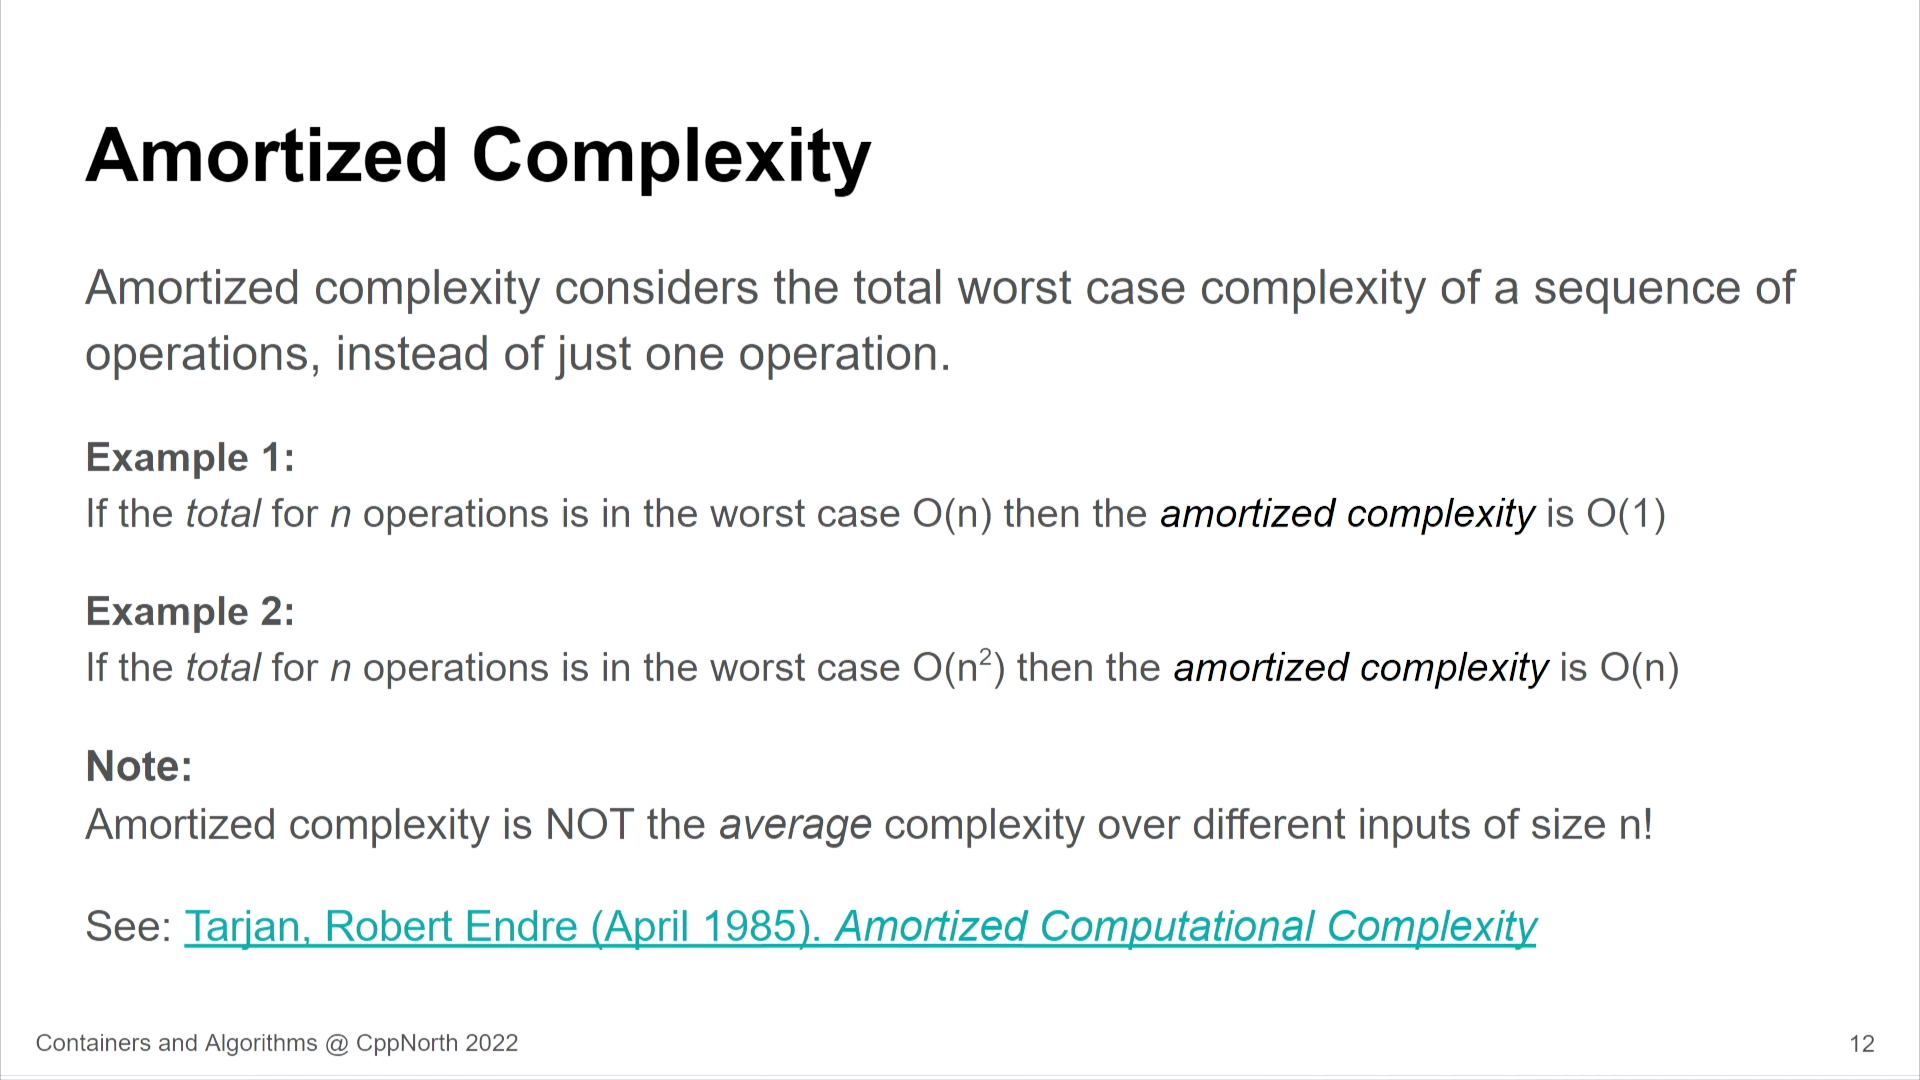 Amortized Complexity
Amortized complexity considers the total worst case complexity of a sequence of
operations, instead of just one operation.
Example 1:
If the total for n operations is in the worst case O(n) then the amortized complexity is O(1)
Example 2:
If the total for n operations is in the worst case O(n²) then the amortized complexity is O(n)
Note:
Amortized complexity is NOT the average complexity over different inputs of size n!
See: Tarjan, Robert Endre (April 1985). Amortized Computational Complexity
Containers and Algorithms @ CppNorth 2022
12